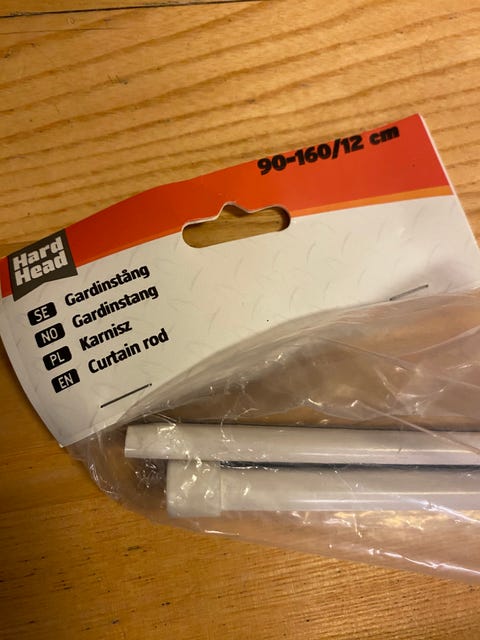 90-160/12 cm
Hard
Head
SE Gardinstång
NO Gardinstang
PL Karnisz
EN Curtain rod